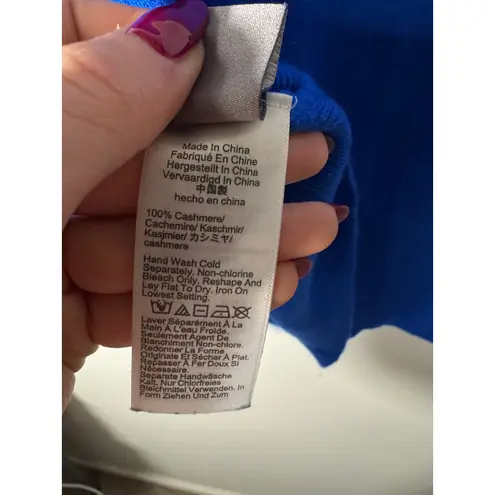 Made In China
Fabriqué En Chine
Hergestellt In China
Vervaardigd In China
中国製
hecho en china
100% Cashmere/
Cachemire/ Kaschmir/
Kasjmier/ カシミヤ/
cashmere
Hand Wash Cold
Separately. Non-chlorine
Bleach Only, Reshape And
Lay Flat To Dry. Iron On
Lowest Setting.
Laver Séparément À La
Main À L'eau Froide.
Seulement Agent De
Blanchiment Non-chlore.
Redonner La Forme
Originale Et Sécher À Plat.
Repasser À Fer Doux Si
Nécessaire.
Separate Handwäsche
Kalt. Nur Chlorfreies
Bleichmittel Verwenden. In
Form Ziehen Und Zum